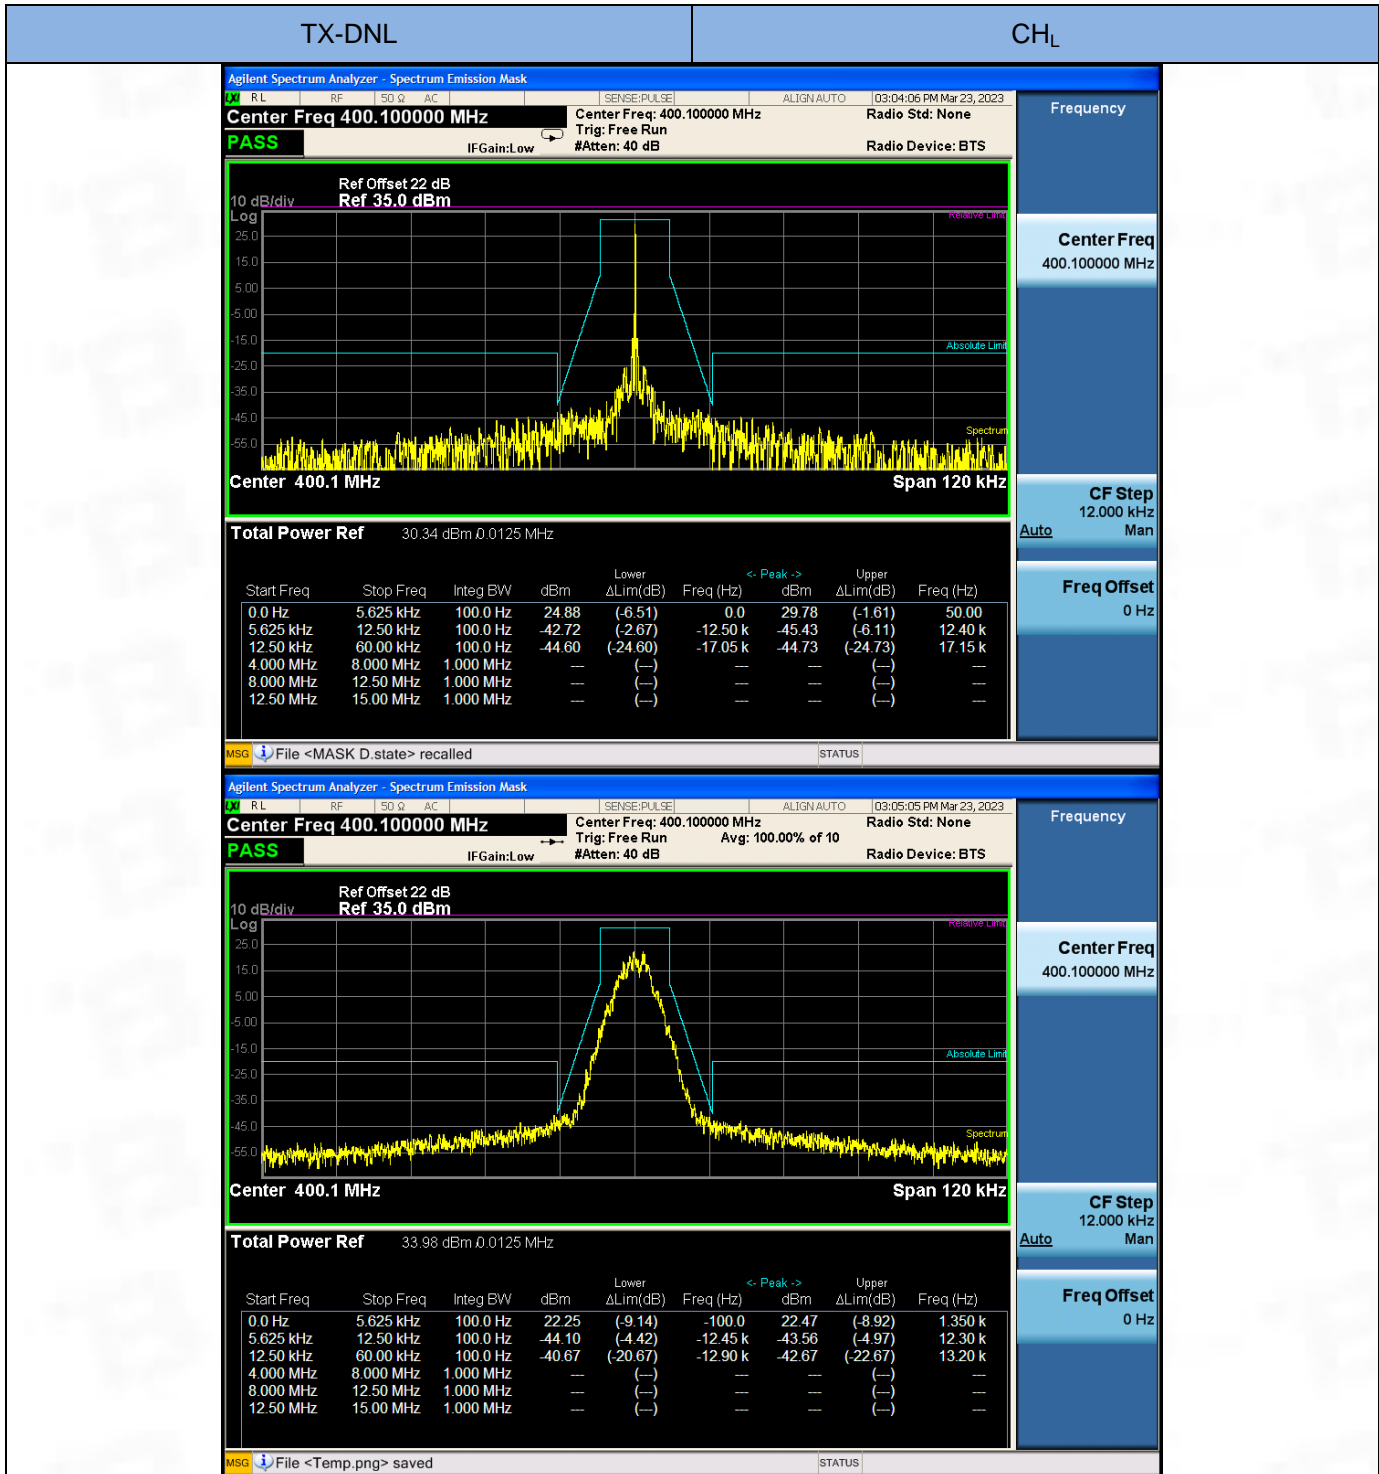 TX-DNL CH_L
Agilent Spectrum Analyzer - Spectrum Emission Mask
LXI RL RF 50 Ω AC SENSE:PULSE ALIGN AUTO 03:04:06 PM Mar 23, 2023
Center Freq 400.100000 MHz Center Freq: 400.100000 MHz Radio Std: None
Trig: Free Run
PASS IFGain:Low #Atten: 40 dB Radio Device: BTS
Ref Offset 22 dB
10 dB/div Ref 35.0 dBm
Log
Relative Limit
25.0
15.0
5.00
-5.00
-15.0
Absolute Limit
-25.0
-35.0
-45.0
Spectrum
-55.0
Center 400.1 MHz Span 120 kHz
Total Power Ref 30.34 dBm /0.0125 MHz
Lower <- Peak -> Upper
Start Freq Stop Freq Integ BW dBm ΔLim(dB) Freq (Hz) dBm ΔLim(dB) Freq (Hz)
0.0 Hz 5.625 kHz 100.0 Hz 24.88 (-6.51) 0.0 29.78 (-1.61) 50.00
5.625 kHz 12.50 kHz 100.0 Hz -42.72 (-2.67) -12.50 k -45.43 (-6.11) 12.40 k
12.50 kHz 60.00 kHz 100.0 Hz -44.60 (-24.60) -17.05 k -44.73 (-24.73) 17.15 k
4.000 MHz 8.000 MHz 1.000 MHz --- (---) --- --- (---) ---
8.000 MHz 12.50 MHz 1.000 MHz --- (---) --- --- (---) ---
12.50 MHz 15.00 MHz 1.000 MHz --- (---) --- --- (---) ---
MSG File <MASK D.state> recalled STATUS
Frequency
Center Freq
400.100000 MHz
CF Step
12.000 kHz
Auto Man
Freq Offset
0 Hz
Agilent Spectrum Analyzer - Spectrum Emission Mask
LXI RL RF 50 Ω AC SENSE:PULSE ALIGN AUTO 03:05:05 PM Mar 23, 2023
Center Freq 400.100000 MHz Center Freq: 400.100000 MHz Radio Std: None
Trig: Free Run Avg: 100.00% of 10
PASS IFGain:Low #Atten: 40 dB Radio Device: BTS
Ref Offset 22 dB
10 dB/div Ref 35.0 dBm
Log
Relative Limit
25.0
15.0
5.00
-5.00
-15.0
Absolute Limit
-25.0
-35.0
-45.0
Spectrum
-55.0
Center 400.1 MHz Span 120 kHz
Total Power Ref 33.98 dBm /0.0125 MHz
Lower <- Peak -> Upper
Start Freq Stop Freq Integ BW dBm ΔLim(dB) Freq (Hz) dBm ΔLim(dB) Freq (Hz)
0.0 Hz 5.625 kHz 100.0 Hz 22.25 (-9.14) -100.0 22.47 (-8.92) 1.350 k
5.625 kHz 12.50 kHz 100.0 Hz -44.10 (-4.42) -12.45 k -43.56 (-4.97) 12.30 k
12.50 kHz 60.00 kHz 100.0 Hz -40.67 (-20.67) -12.90 k -42.67 (-22.67) 13.20 k
4.000 MHz 8.000 MHz 1.000 MHz --- (---) --- --- (---) ---
8.000 MHz 12.50 MHz 1.000 MHz --- (---) --- --- (---) ---
12.50 MHz 15.00 MHz 1.000 MHz --- (---) --- --- (---) ---
MSG File <Temp.png> saved STATUS
Frequency
Center Freq
400.100000 MHz
CF Step
12.000 kHz
Auto Man
Freq Offset
0 Hz